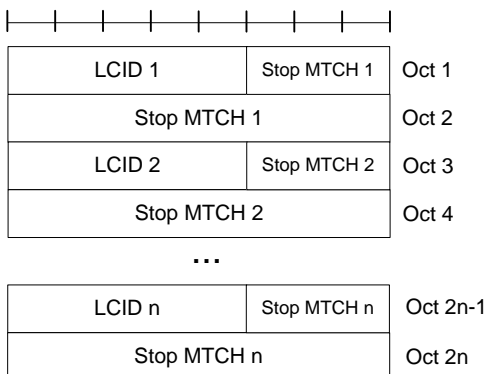 LCID 1 Stop MTCH 1 Oct 1
Stop MTCH 1 Oct 2
LCID 2 Stop MTCH 2 Oct 3
Stop MTCH 2 Oct 4
...
LCID n Stop MTCH n Oct 2n-1
Stop MTCH n Oct 2n